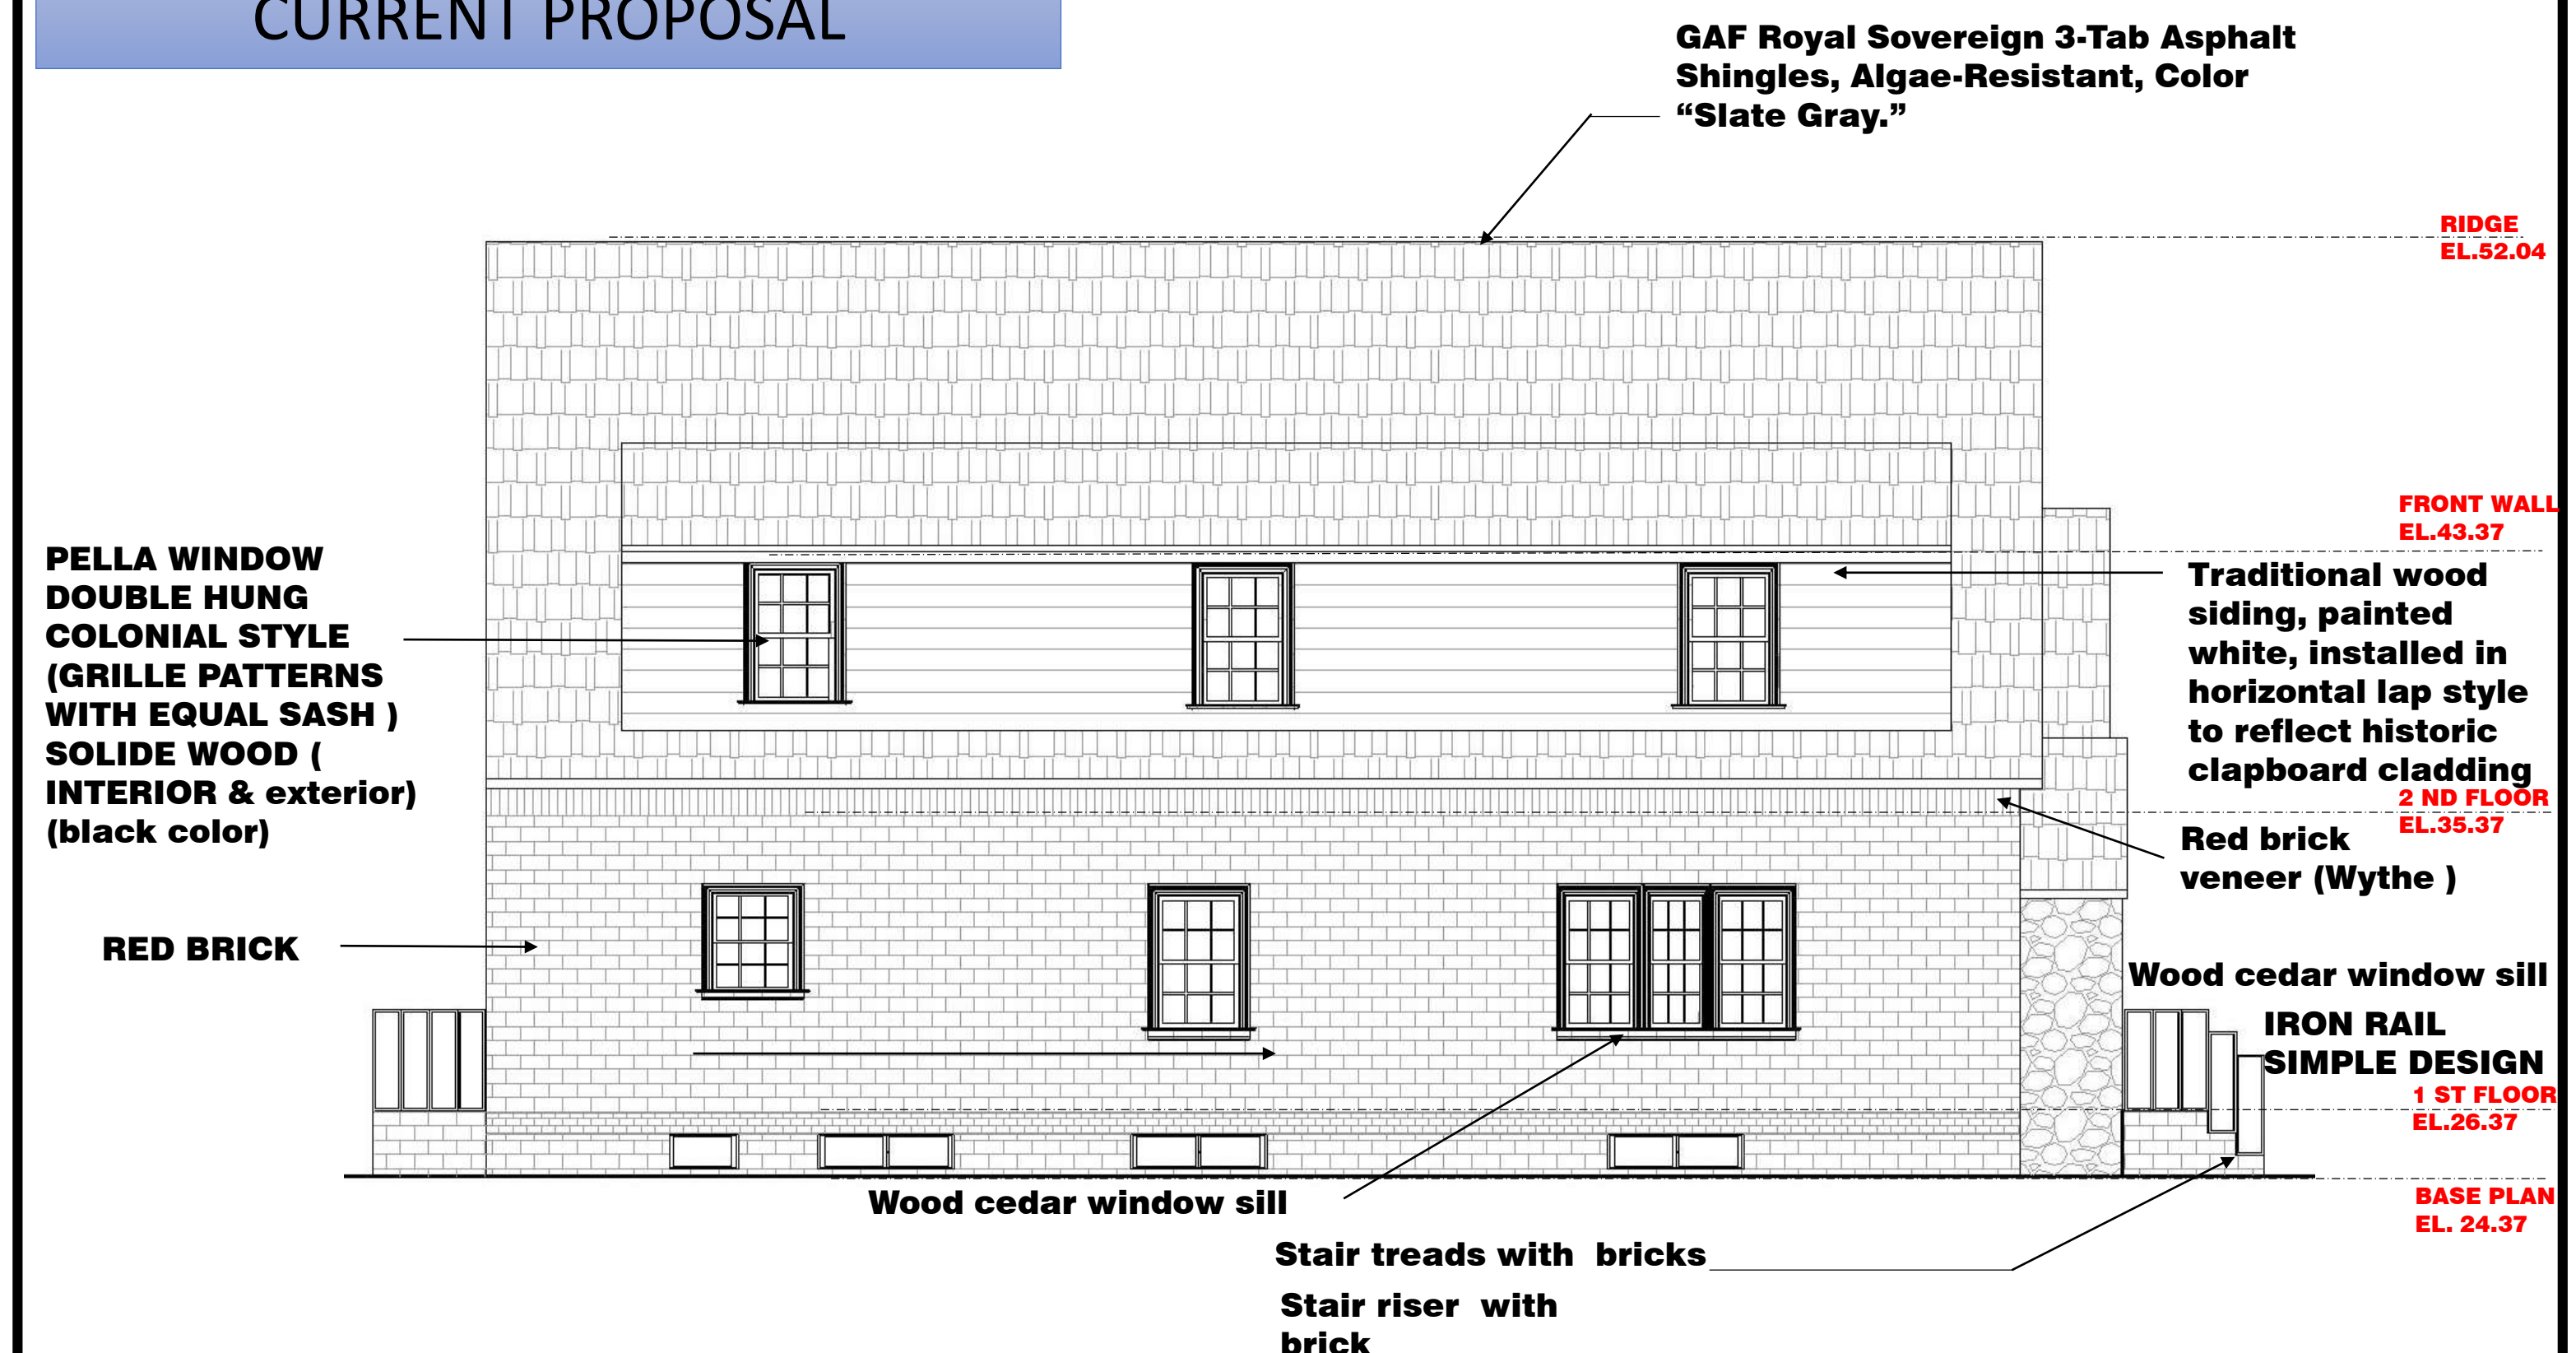 CURRENT PROPOSAL
GAF Royal Sovereign 3-Tab Asphalt
Shingles, Algae-Resistant, Color
“Slate Gray.”
RIDGE
EL.52.04
FRONT WALL
EL.43.37
PELLA WINDOW
DOUBLE HUNG
COLONIAL STYLE
(GRILLE PATTERNS
WITH EQUAL SASH )
SOLIDE WOOD (
INTERIOR & exterior)
(black color)
Traditional wood
siding, painted
white, installed in
horizontal lap style
to reflect historic
clapboard cladding
2 ND FLOOR
EL.35.37
Red brick
veneer (Wythe )
RED BRICK
Wood cedar window sill
IRON RAIL
SIMPLE DESIGN
1 ST FLOOR
EL.26.37
BASE PLAN
EL. 24.37
Wood cedar window sill
Stair treads with  bricks
Stair riser  with
brick